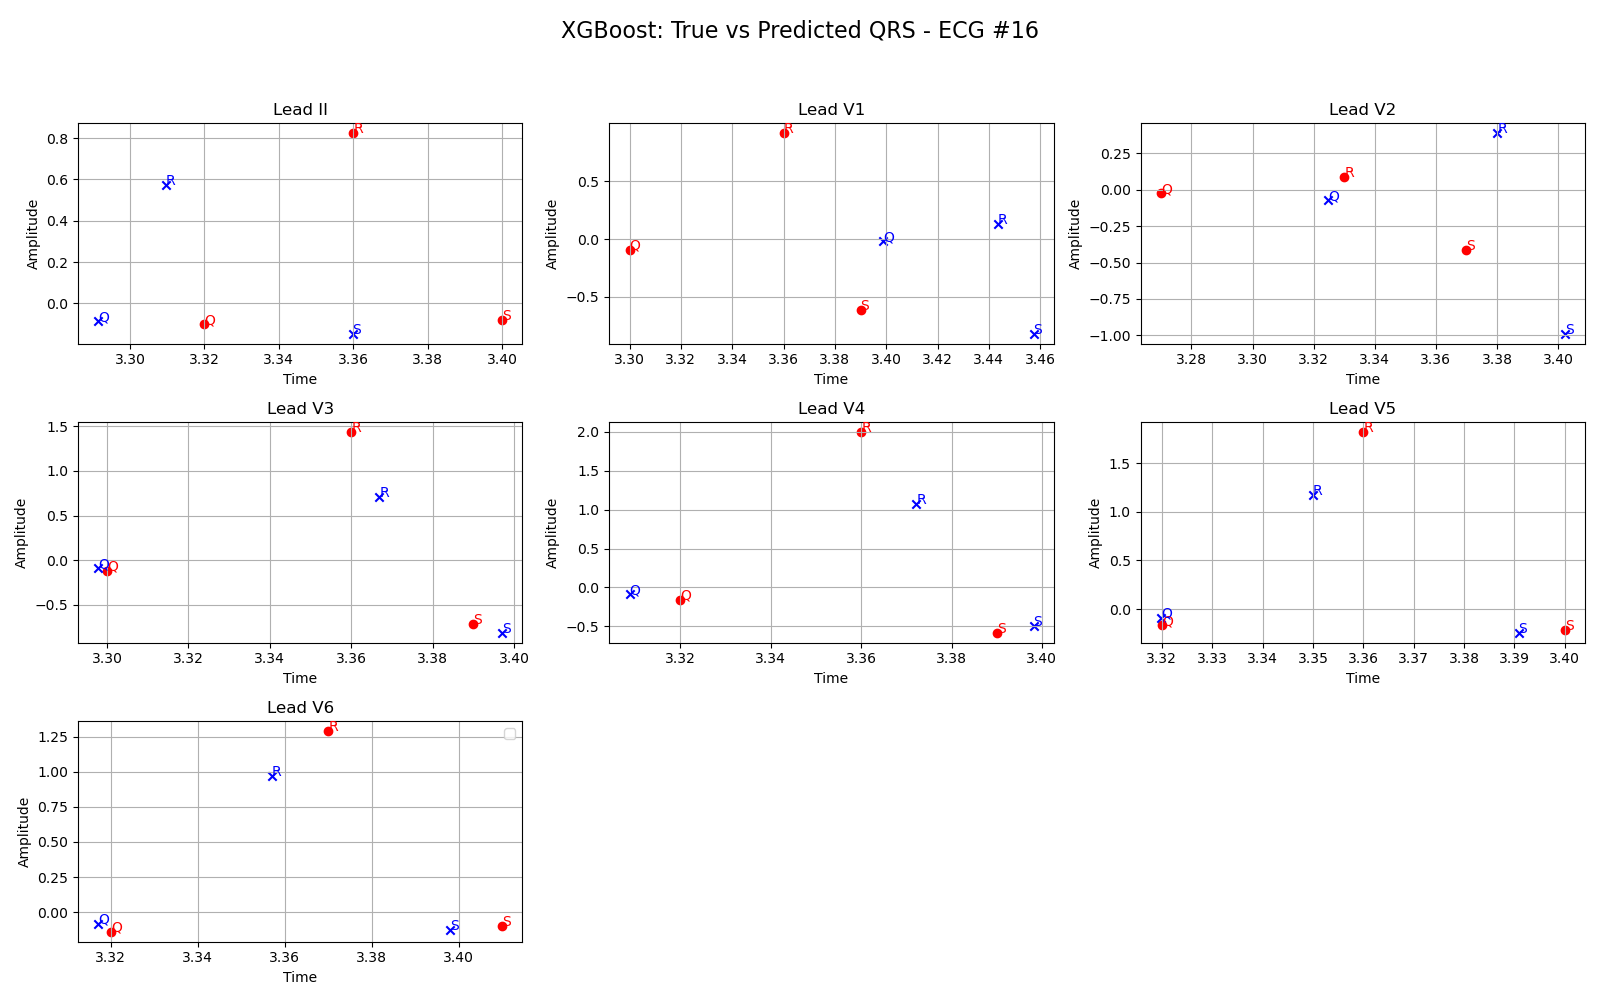 XGBoost: True vs Predicted QRS - ECG #16
Lead II
Amplitude
0.8
0.6
0.4
0.2
0.0
R
R
Q
Q
S
S
3.30 3.32 3.34 3.36 3.38 3.40
Time
Lead V1
Amplitude
0.5
0.0
−0.5
R
R
Q
Q
S
S
3.30 3.32 3.34 3.36 3.38 3.40 3.42 3.44 3.46
Time
Lead V2
Amplitude
0.25
0.00
−0.25
−0.50
−0.75
−1.00
R
R
Q
Q
S
S
3.28 3.30 3.32 3.34 3.36 3.38 3.40
Time
Lead V3
Amplitude
1.5
1.0
0.5
0.0
−0.5
R
R
Q
Q
S
S
3.30 3.32 3.34 3.36 3.38 3.40
Time
Lead V4
Amplitude
2.0
1.5
1.0
0.5
0.0
−0.5
R
R
Q
Q
S
S
3.32 3.34 3.36 3.38 3.40
Time
Lead V5
Amplitude
1.5
1.0
0.5
0.0
R
R
Q
Q
S
S
3.32 3.33 3.34 3.35 3.36 3.37 3.38 3.39 3.40
Time
Lead V6
Amplitude
1.25
1.00
0.75
0.50
0.25
0.00
R
R
Q
Q
S
S
3.32 3.34 3.36 3.38 3.40
Time